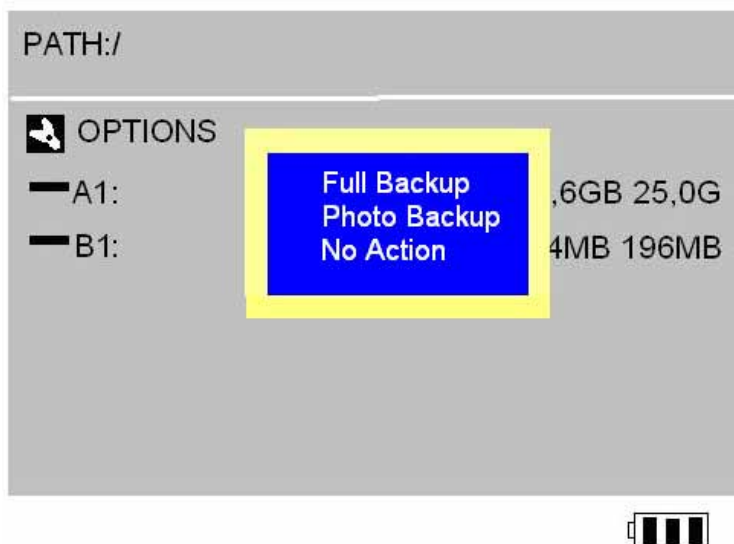 PATH:/
OPTIONS
Full Backup
Photo Backup
No Action
A1: ,6GB 25,0G
B1: 4MB 196MB